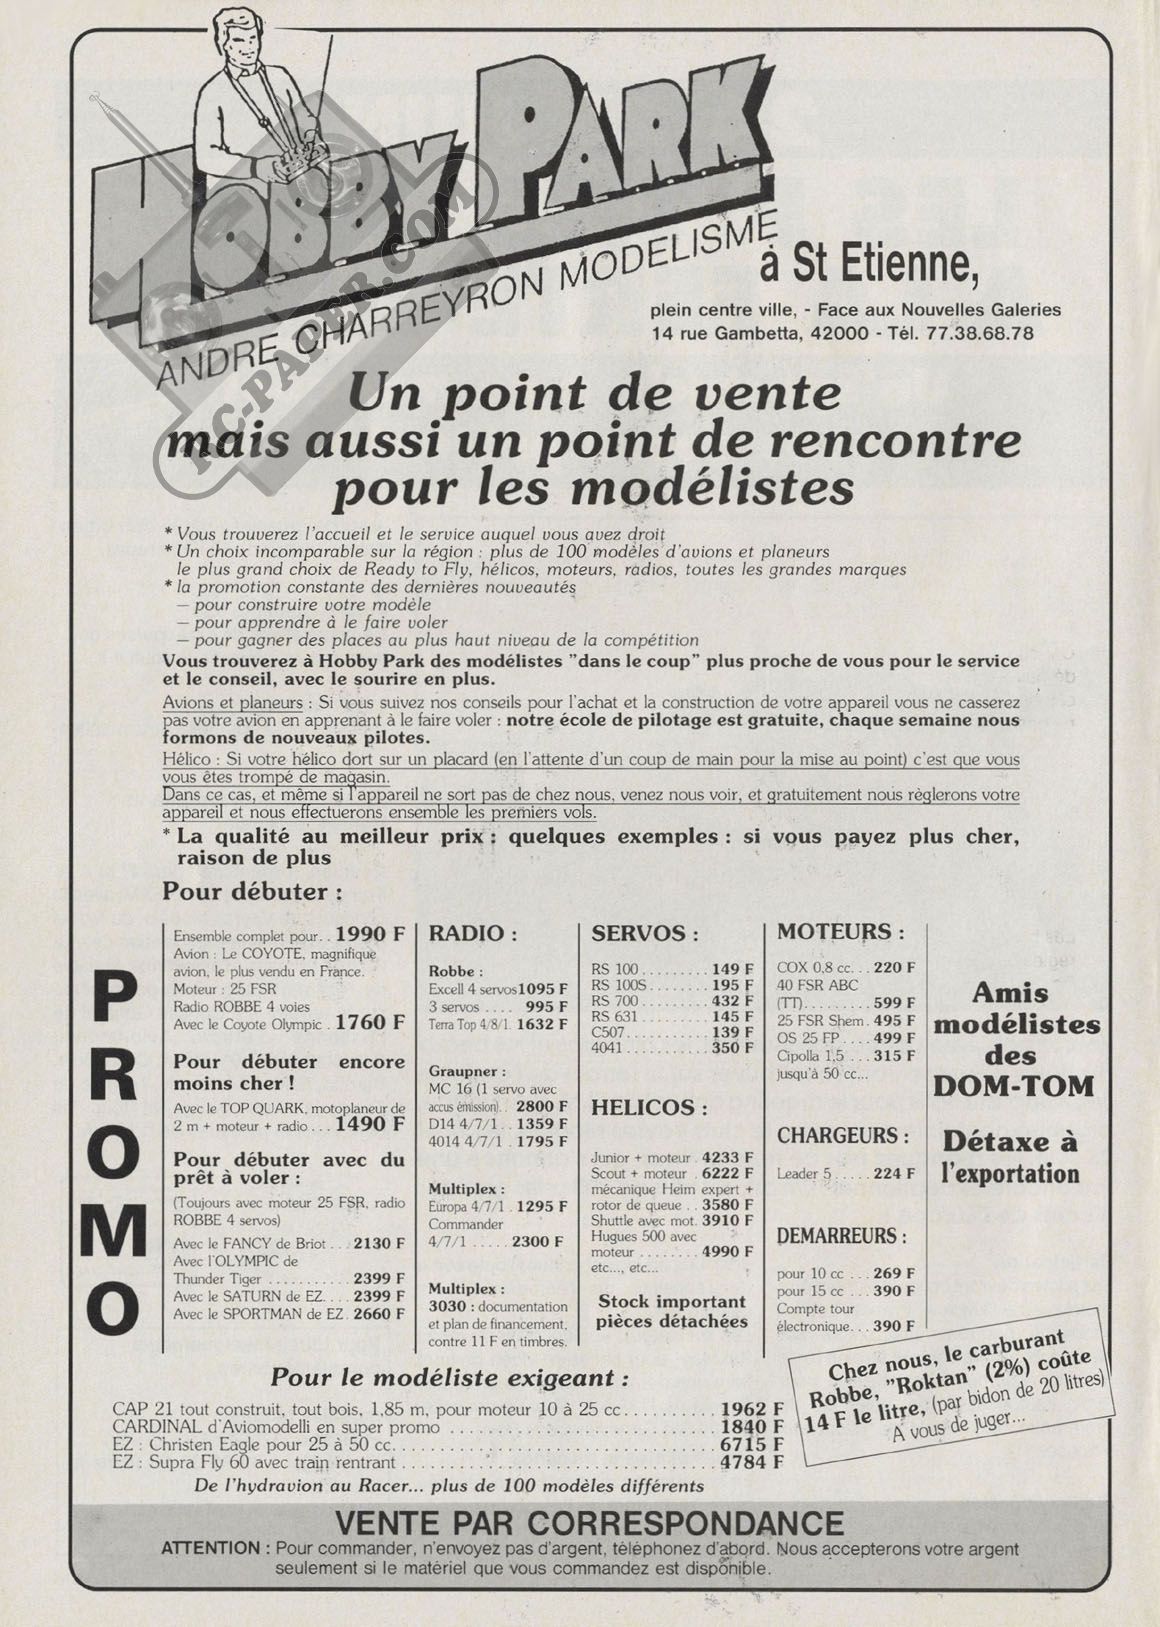 HOBBY PARK
ANDRE CHARREYRON MODELISME
RC-PAPER.COM
à St Etienne,
plein centre ville, - Face aux Nouvelles Galeries
14 rue Gambetta, 42000 - Tél. 77.38.68.78
Un point de vente
mais aussi un point de rencontre
pour les modélistes
* Vous trouverez l'accueil et le service auquel vous avez droit
* Un choix incomparable sur la région : plus de 100 modèles d'avions et planeurs
le plus grand choix de Ready to Fly, hélicos, moteurs, radios, toutes les grandes marques
* la promotion constante des dernières nouveautés
– pour construire votre modèle
– pour apprendre à le faire voler
– pour gagner des places au plus haut niveau de la compétition
Vous trouverez à Hobby Park des modélistes "dans le coup" plus proche de vous pour le service
et le conseil, avec le sourire en plus.
Avions et planeurs : Si vous suivez nos conseils pour l'achat et la construction de votre appareil vous ne casserez
pas votre avion en apprenant à le faire voler : notre école de pilotage est gratuite, chaque semaine nous
formons de nouveaux pilotes.
Hélico : Si votre hélico dort sur un placard (en l'attente d'un coup de main pour la mise au point) c'est que vous
vous êtes trompé de magasin.
Dans ce cas, et même si l'appareil ne sort pas de chez nous, venez nous voir, et gratuitement nous règlerons votre
appareil et nous effectuerons ensemble les premiers vols.
* La qualité au meilleur prix : quelques exemples : si vous payez plus cher,
raison de plus
Pour débuter :
PROMO
Ensemble complet pour. . 1990 F
Avion : Le COYOTE, magnifique
avion, le plus vendu en France.
Moteur : 25 FSR
Radio ROBBE 4 voies
Avec le Coyote Olympic . 1760 F
Pour débuter encore
moins cher !
Avec le TOP QUARK, motoplaneur de
2 m + moteur + radio . . . 1490 F
Pour débuter avec du
prêt à voler :
(Toujours avec moteur 25 FSR, radio
ROBBE 4 servos)
Avec le FANCY de Briot . . . 2130 F
Avec l'OLYMPIC de
Thunder Tiger . . . . . . . . . . . 2399 F
Avec le SATURN de EZ. . . . 2399 F
Avec le SPORTMAN de EZ. 2660 F
RADIO :
Robbe :
Excell 4 servos 1095 F
3 servos . . . . 995 F
Terra Top 4/8/1. 1632 F
Graupner :
MC 16 (1 servo avec
accus émission). . 2800 F
D14 4/7/1 . . 1359 F
4014 4/7/1 . 1795 F
Multiplex :
Europa 4/7/1 . 1295 F
Commander
4/7/1 . . . . . 2300 F
Multiplex :
3030 : documentation
et plan de financement,
contre 11 F en timbres.
SERVOS :
RS 100 . . . . . . . . . 149 F
RS 100S . . . . . . . . 195 F
RS 700 . . . . . . . . . 432 F
RS 631 . . . . . . . . . 145 F
C507 . . . . . . . . . . . 139 F
4041 . . . . . . . . . . . 350 F
HELICOS :
Junior + moteur . 4233 F
Scout + moteur . 6222 F
mécanique Heim expert +
rotor de queue . . 3580 F
Shuttle avec mot. 3910 F
Hugues 500 avec
moteur . . . . . . . . 4990 F
etc..., etc...
Stock important
pièces détachées
MOTEURS :
COX 0,8 cc. . . 220 F
40 FSR ABC
(TT). . . . . . . . . 599 F
25 FSR Shem . 495 F
OS 25 FP . . . . 499 F
Cipolla 1,5 . . . 315 F
jusqu'à 50 cc...
CHARGEURS :
Leader 5 . . . . . 224 F
DEMARREURS :
pour 10 cc . . . 269 F
pour 15 cc . . . 390 F
Compte tour
électronique. . . 390 F
Amis
modélistes
des
DOM-TOM
Détaxe à
l'exportation
Chez nous, le carburant
Robbe, "Roktan" (2%) coûte
14 F le litre, (par bidon de 20 litres)
A vous de juger...
Pour le modéliste exigeant :
CAP 21 tout construit, tout bois, 1,85 m, pour moteur 10 à 25 cc . . . . . . . . . . 1962 F
CARDINAL d'Aviomodelli en super promo . . . . . . . . . . . . . . . . . . . . . . . . . . . . 1840 F
EZ : Christen Eagle pour 25 à 50 cc. . . . . . . . . . . . . . . . . . . . . . . . . . . . . . . . . 6715 F
EZ : Supra Fly 60 avec train rentrant . . . . . . . . . . . . . . . . . . . . . . . . . . . . . . . . 4784 F
De l'hydravion au Racer... plus de 100 modèles différents
VENTE PAR CORRESPONDANCE
ATTENTION : Pour commander, n'envoyez pas d'argent, téléphonez d'abord. Nous accepterons votre argent
seulement si le matériel que vous commandez est disponible.